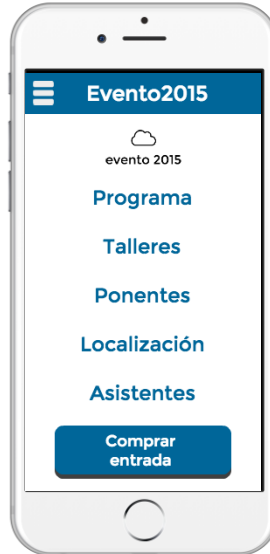 Evento2015
evento 2015
Programa
Talleres
Ponentes
Localización
Asistentes
Comprar
entrada